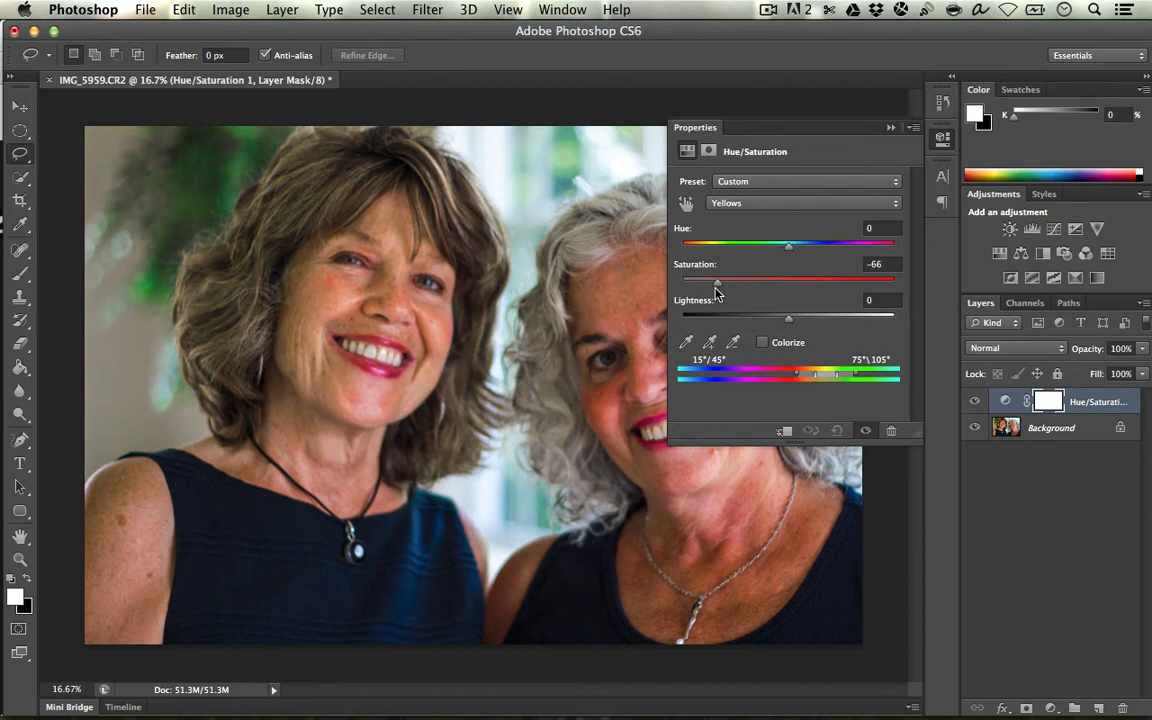 Photoshop File Edit Image Layer Type Select Filter 3D View Window Help
Adobe Photoshop CS6
Feather: 0 px Anti-alias Refine Edge... Essentials
IMG_5959.CR2 @ 16.7% (Hue/Saturation 1, Layer Mask/8) *
Color Swatches
K 0 %
Properties
Hue/Saturation
Preset: Custom
Yellows
Hue: 0
Saturation: -66
Lightness: 0
Colorize
15°/45° 75°\105°
Adjustments Styles
Add an adjustment
Layers Channels Paths
Kind
Normal Opacity: 100%
Lock: Fill: 100%
Hue/Saturati...
Background
16.67% Doc: 51.3M/51.3M
Mini Bridge Timeline